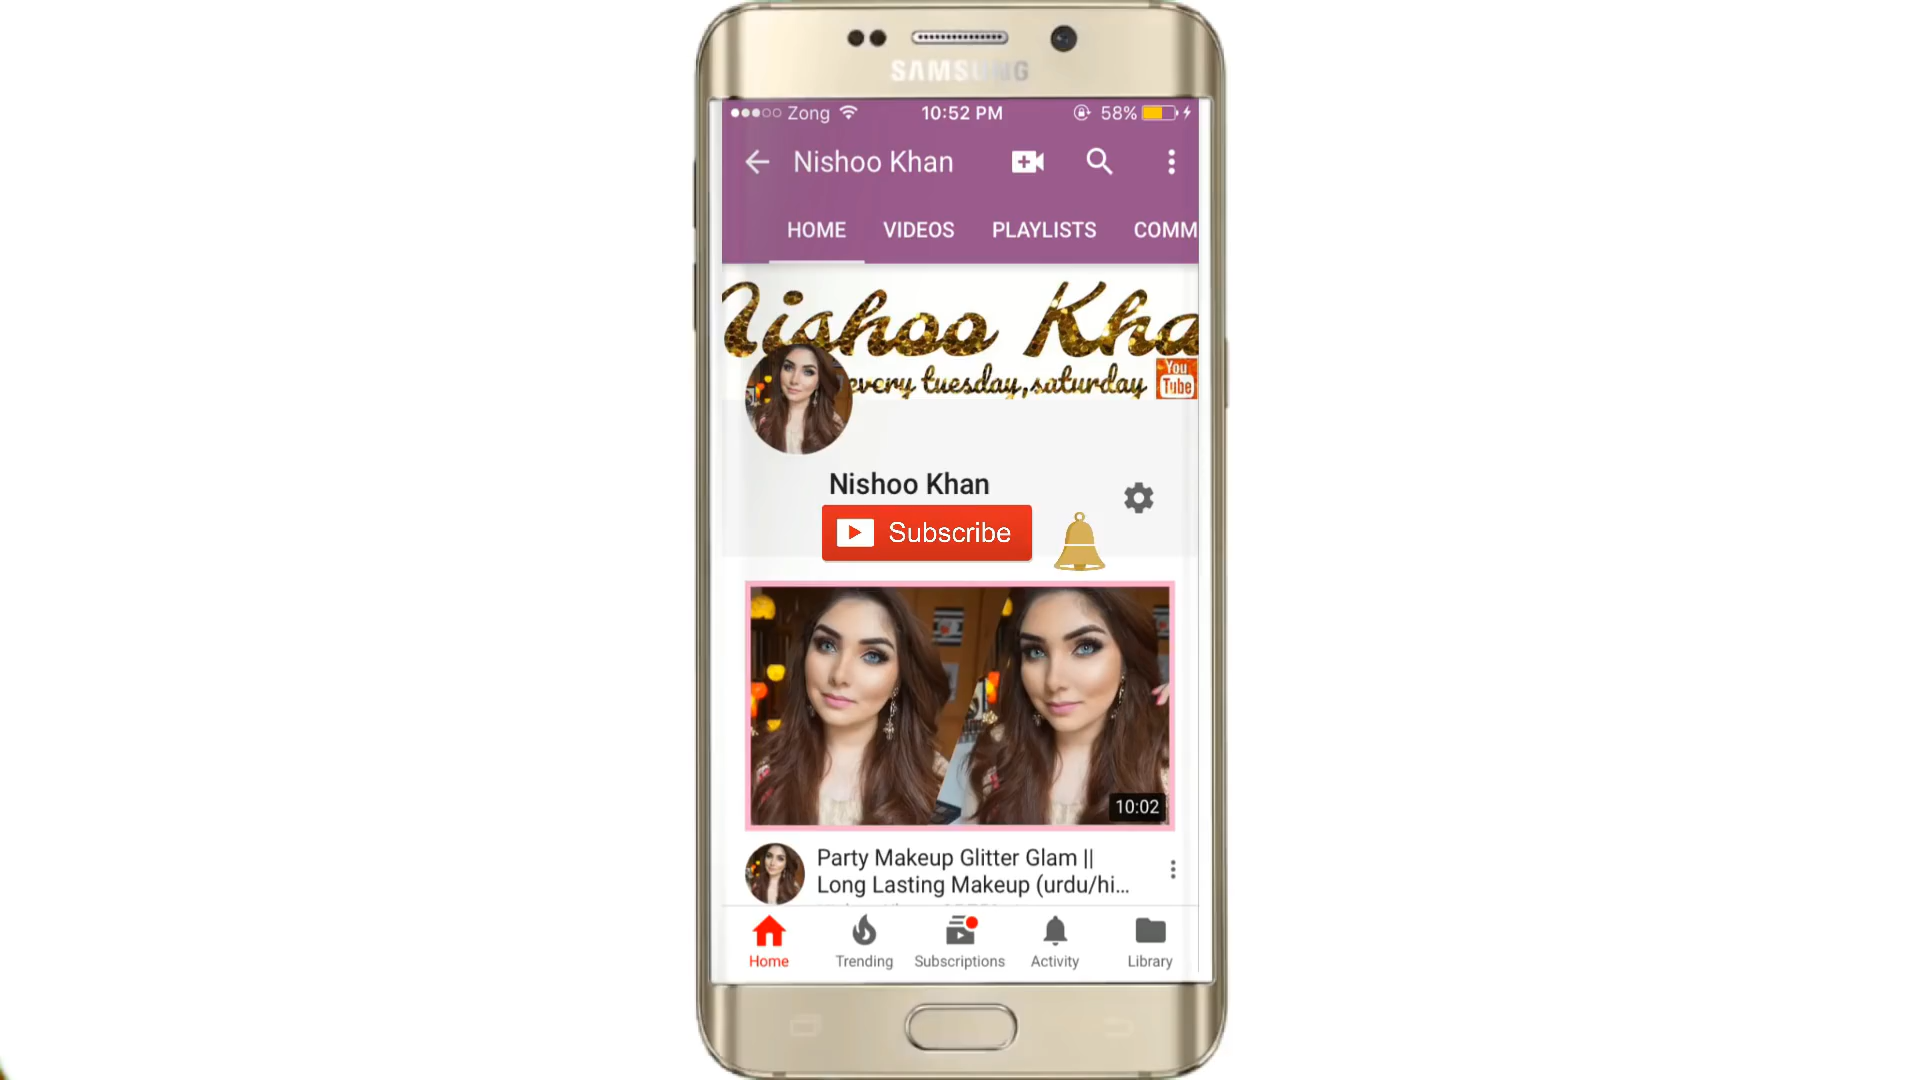 SAMSUNG
Zong 10:52 PM 58%
Nishoo Khan
HOME VIDEOS PLAYLISTS COMM
Nishoo Kha
every tuesday,saturday
You
Tube
Nishoo Khan
Subscribe
10:02
Party Makeup Glitter Glam ||
Long Lasting Makeup (urdu/hi...
Home Trending Subscriptions Activity Library